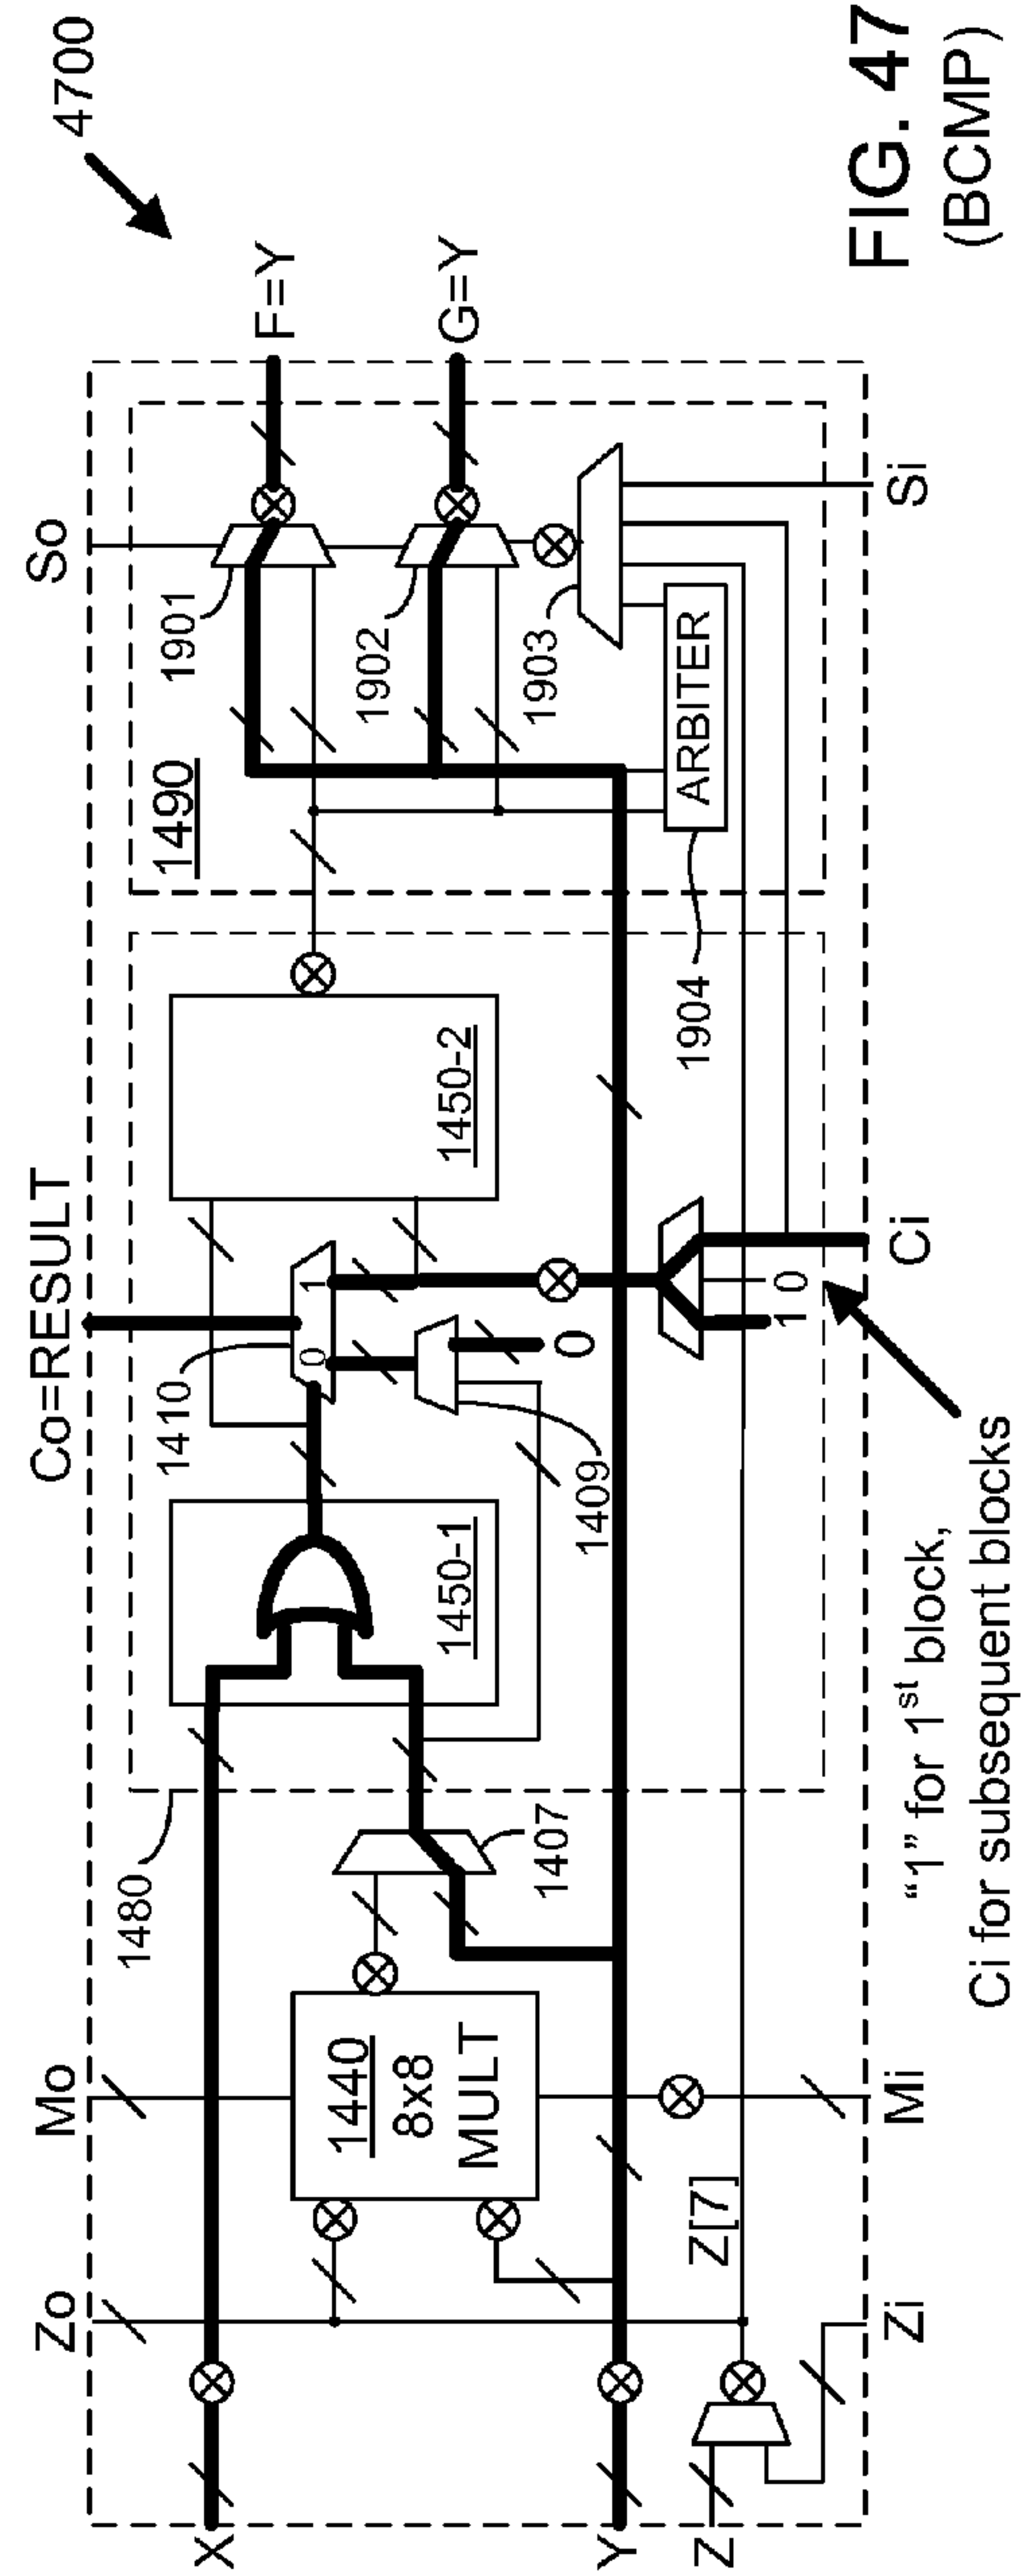 4700
Co=RESULT
So
Mo
Zo
X
Y
Z
1480
1440
8x8
MULT
1407
1450-1
1410
0
1
1409
0
1450-2
1490
1901
1902
1903
ARBITER
1904
F=Y
G=Y
Z[7]
1 0
Zi
Mi
Ci
Si
“1” for 1st block,
Ci for subsequent blocks
FIG. 47
(BCMP)